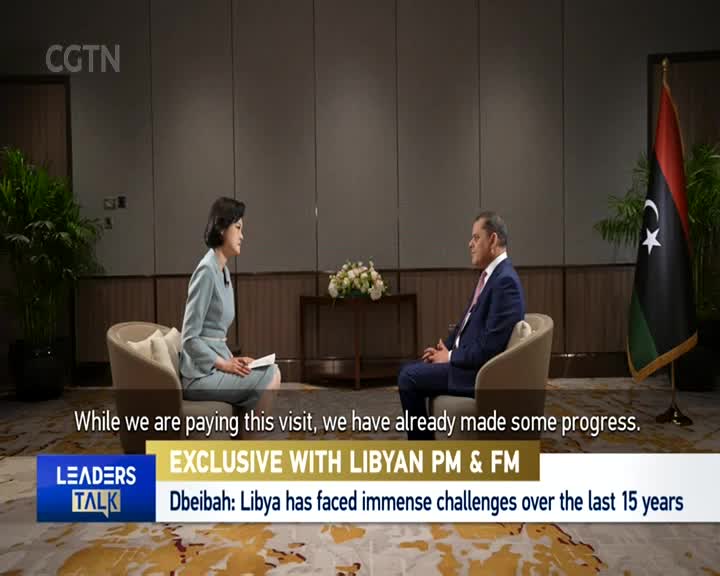 CGTN
While we are paying this visit, we have already made some progress.
EXCLUSIVE WITH LIBYAN PM & FM
LEADERS
TALK
Dbeibah: Libya has faced immense challenges over the last 15 years